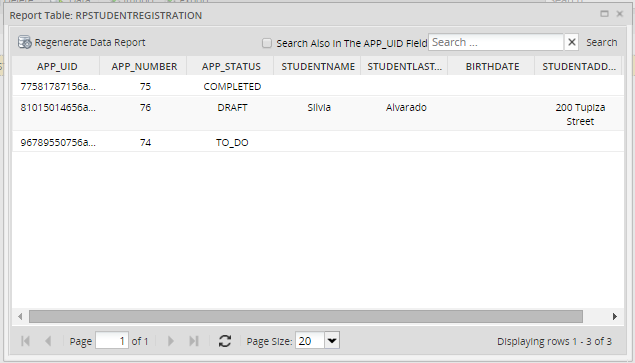 Report Table: RPSTUDENTREGISTRATION
Regenerate Data Report Search Also In The APP_UID Field Search ... Search
APP_UID APP_NUMBER APP_STATUS STUDENTNAME STUDENTLAST... BIRTHDATE STUDENTADD...
77581787156a... 75 COMPLETED
81015014656a... 76 DRAFT Silvia Alvarado 200 Tupiza
Street
96789550756a... 74 TO_DO
Page 1 of 1 Page Size: 20 Displaying rows 1 - 3 of 3